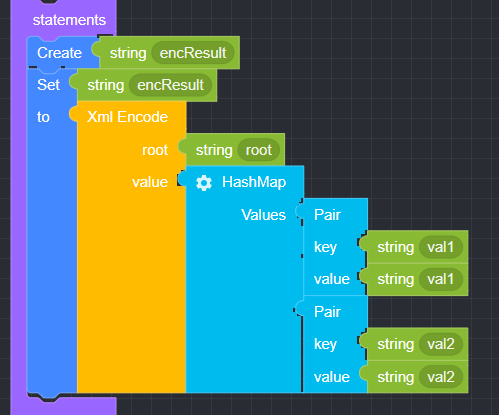 statements
Create string encResult
Set string encResult
to Xml Encode
root string root
value HashMap
Values Pair
key string val1
value string val1
Pair
key string val2
value string val2